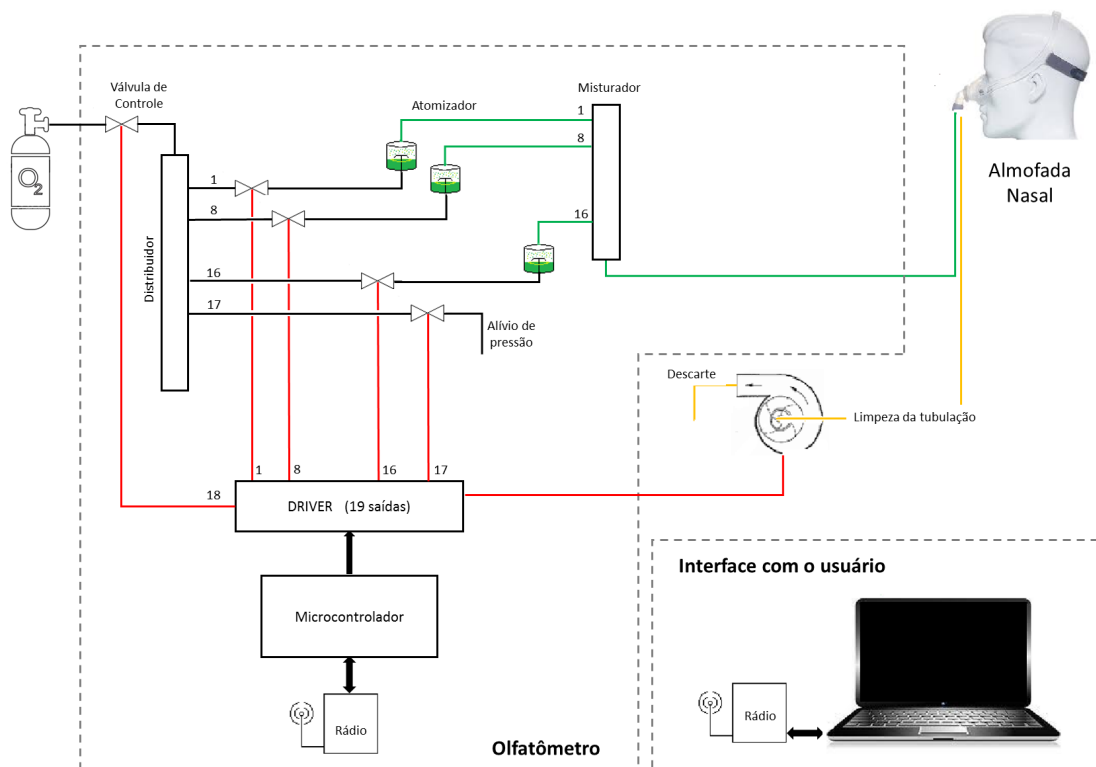 Válvula de
Controle
Atomizador
Misturador
1
8
16
O2
Distribuidor
1
8
16
17
Alívio de
pressão
Almofada
Nasal
Descarte
Limpeza da tubulação
1
8
16
17
18
DRIVER (19 saídas)
Microcontrolador
Rádio
Olfatômetro
Interface com o usuário
Rádio